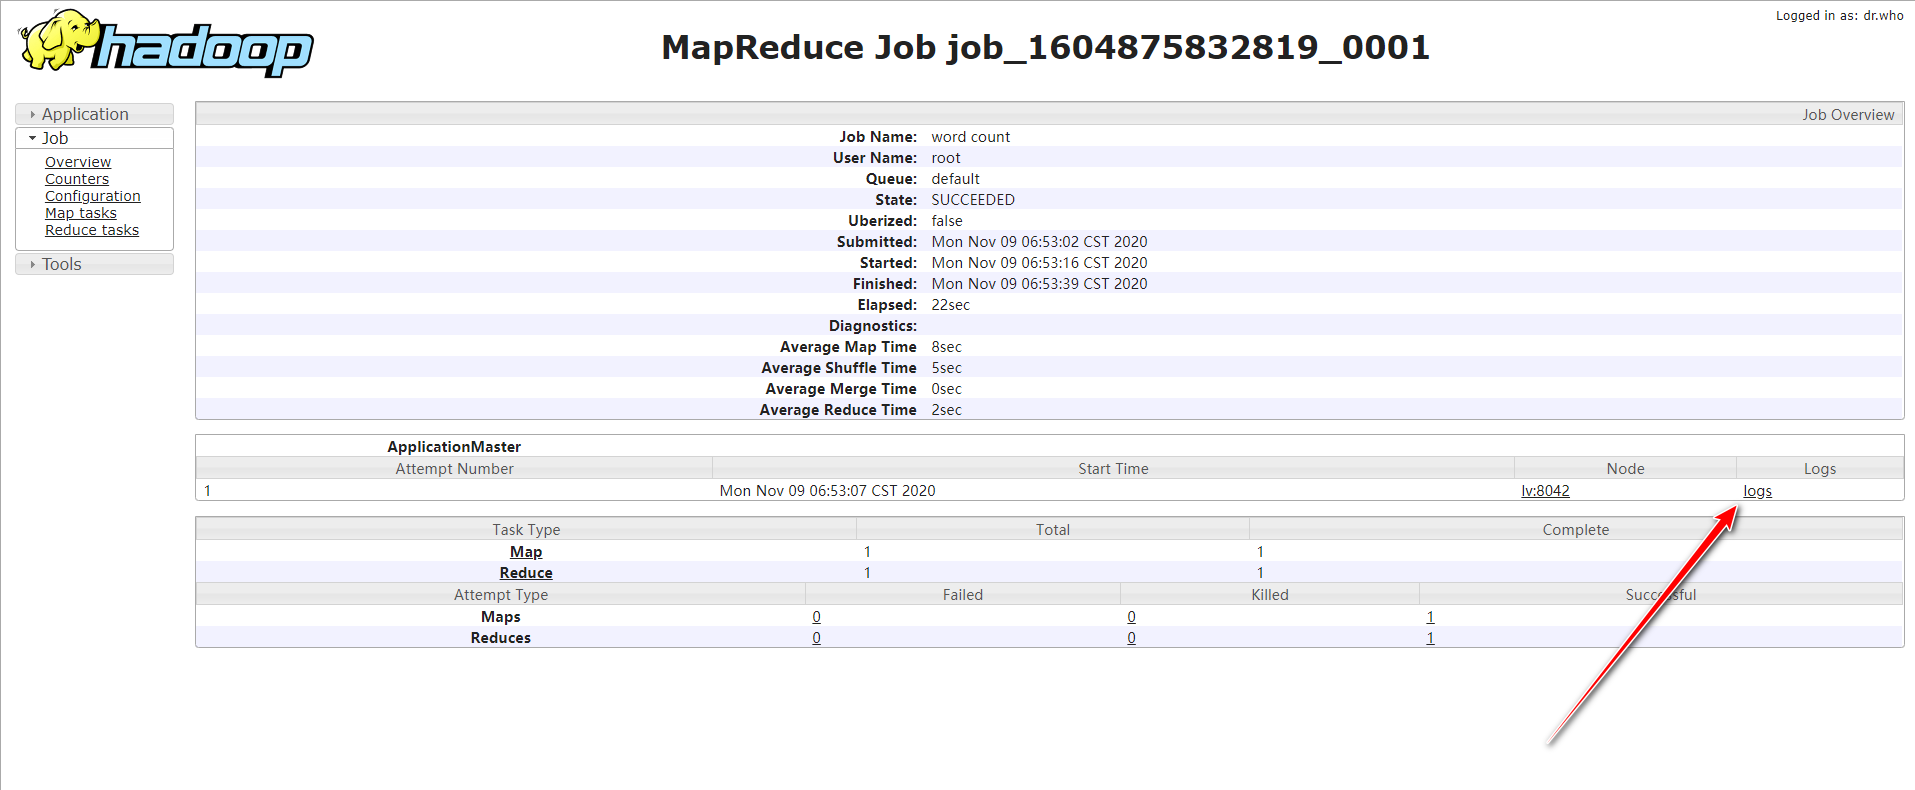 Logged in as: dr.who
hadoop
MapReduce Job job_1604875832819_0001
Application
Job
Overview
Counters
Configuration
Map tasks
Reduce tasks
Tools
Job Overview
Job Name: word count
User Name: root
Queue: default
State: SUCCEEDED
Uberized: false
Submitted: Mon Nov 09 06:53:02 CST 2020
Started: Mon Nov 09 06:53:16 CST 2020
Finished: Mon Nov 09 06:53:39 CST 2020
Elapsed: 22sec
Diagnostics:
Average Map Time 8sec
Average Shuffle Time 5sec
Average Merge Time 0sec
Average Reduce Time 2sec
ApplicationMaster
Attempt Number Start Time Node Logs
1 Mon Nov 09 06:53:07 CST 2020 lv:8042 logs
Task Type Total Complete
Map 1 1
Reduce 1 1
Attempt Type Failed Killed Successful
Maps 0 0 1
Reduces 0 0 1